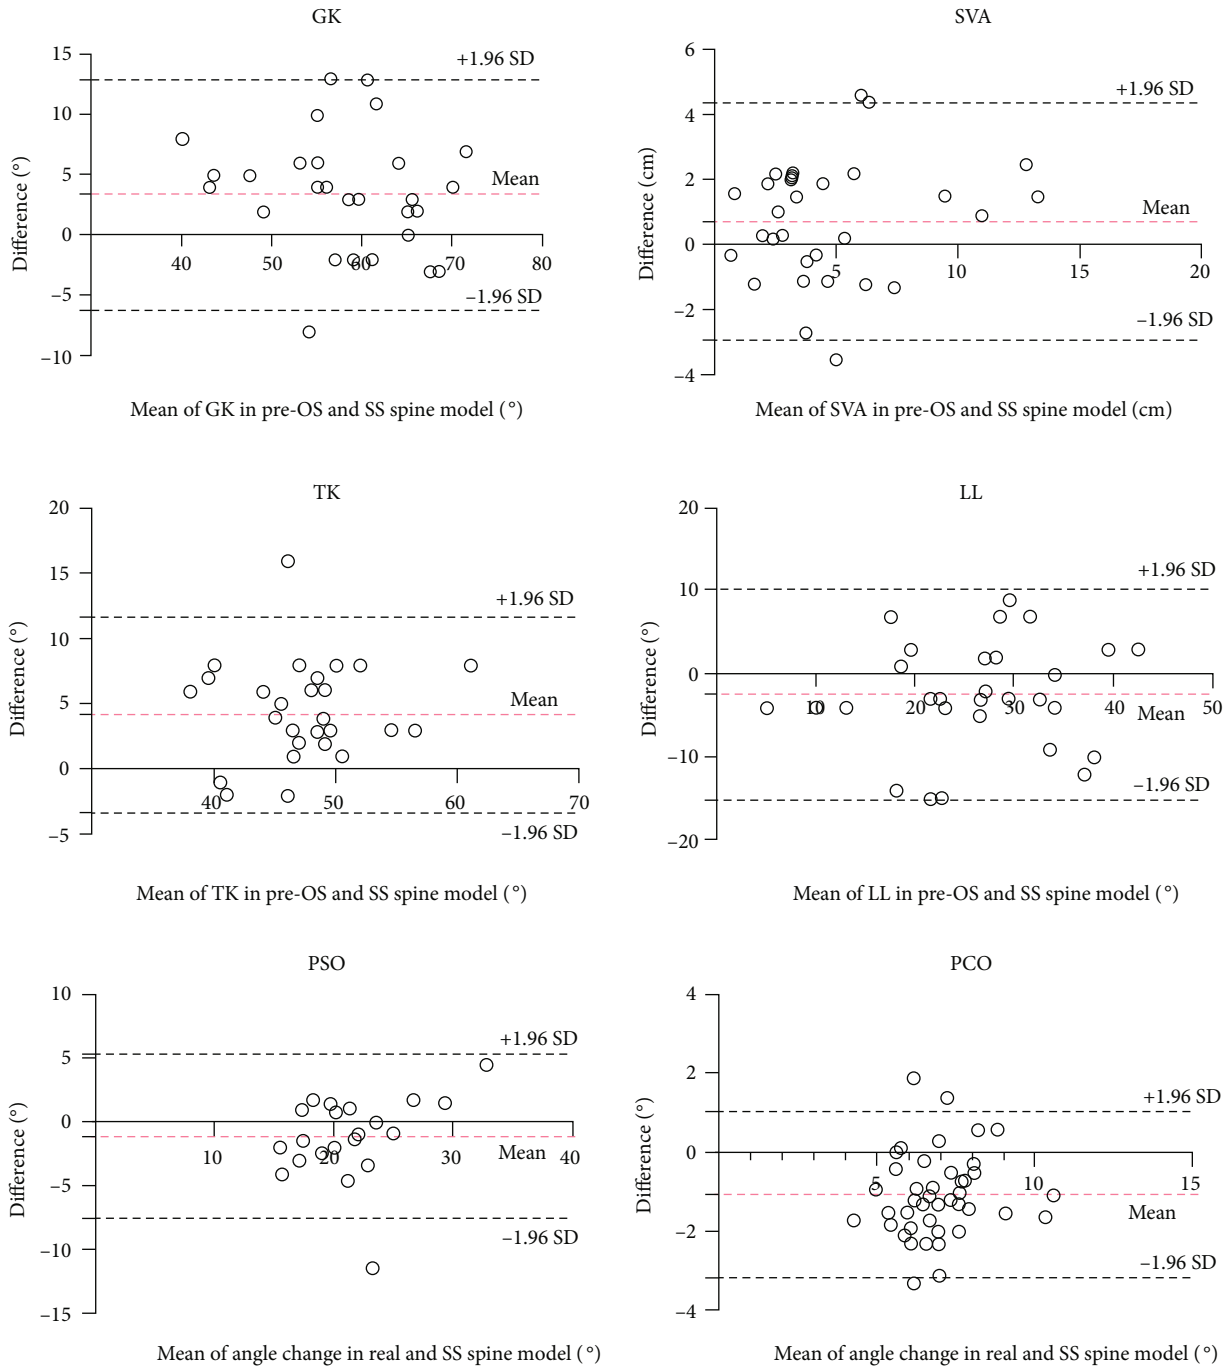 GK
15
10
5
0
−5
−10
Difference (°)
+1.96 SD
Mean
−1.96 SD
40
50
60
70
80
Mean of GK in pre-OS and SS spine model (°)
SVA
6
4
2
0
−2
−4
Difference (cm)
+1.96 SD
Mean
−1.96 SD
5
10
15
20
Mean of SVA in pre-OS and SS spine model (cm)
TK
20
15
10
5
0
−5
Difference (°)
+1.96 SD
Mean
−1.96 SD
40
50
60
70
Mean of TK in pre-OS and SS spine model (°)
LL
20
10
0
−10
−20
Difference (°)
+1.96 SD
Mean
−1.96 SD
10
20
30
40
50
Mean of LL in pre-OS and SS spine model (°)
PSO
10
5
0
−5
−10
−15
Difference (°)
+1.96 SD
Mean
−1.96 SD
10
20
30
40
Mean of angle change in real and SS spine model (°)
PCO
4
2
0
−2
−4
Difference (°)
+1.96 SD
Mean
−1.96 SD
5
10
15
Mean of angle change in real and SS spine model (°)